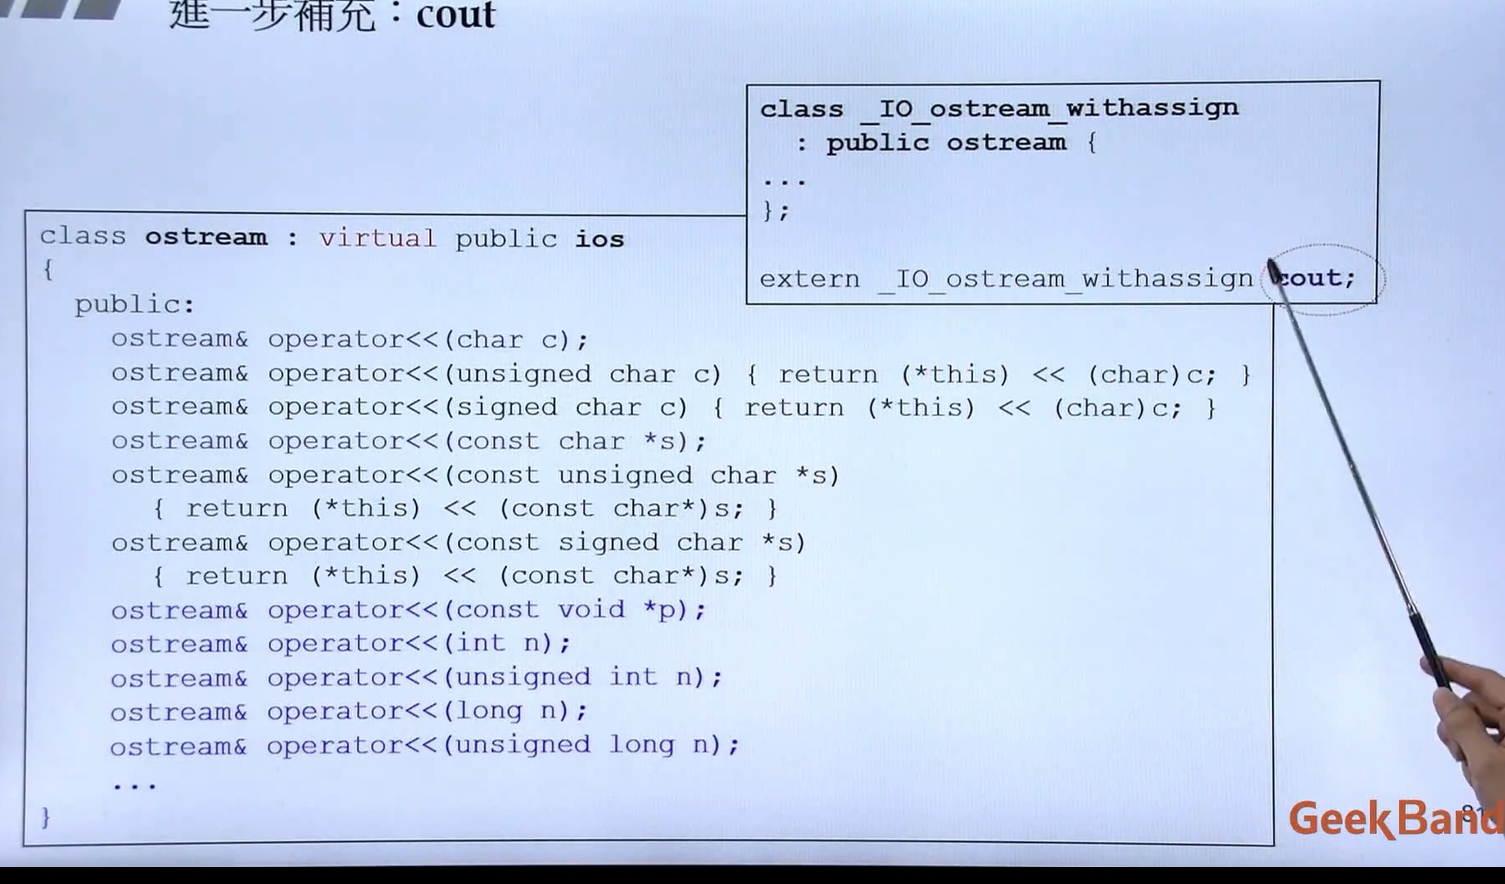 進一步補充：cout
class _IO_ostream_withassign
: public ostream {
...
};
extern _IO_ostream_withassign cout;
class ostream : virtual public ios
{
public:
ostream& operator<<(char c);
ostream& operator<<(unsigned char c) { return (*this) << (char)c; }
ostream& operator<<(signed char c) { return (*this) << (char)c; }
ostream& operator<<(const char *s);
ostream& operator<<(const unsigned char *s)
{ return (*this) << (const char*)s; }
ostream& operator<<(const signed char *s)
{ return (*this) << (const char*)s; }
ostream& operator<<(const void *p);
ostream& operator<<(int n);
ostream& operator<<(unsigned int n);
ostream& operator<<(long n);
ostream& operator<<(unsigned long n);
...
}
GeekBand